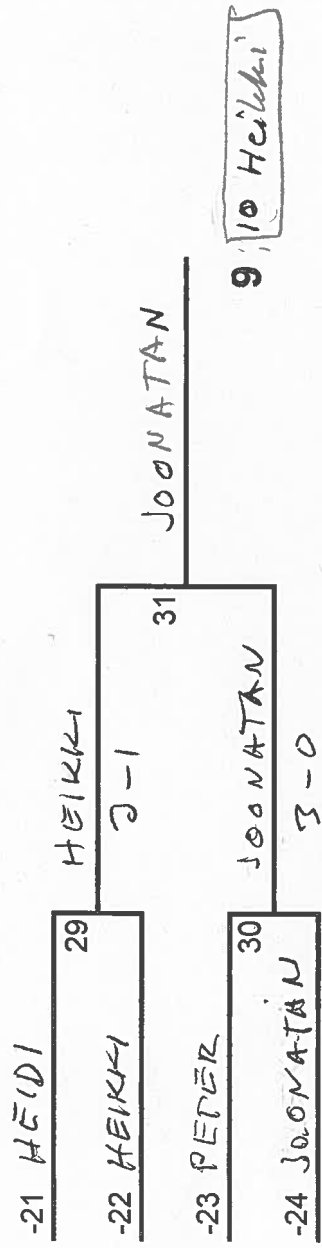 -21 HEIDI
29
HEIKKI
2-1
-22 HEIKKI
31
JOONATAN
9
10 Heikki
-23 PETER
30
JOONATAN
3-0
-24 JOONATAN